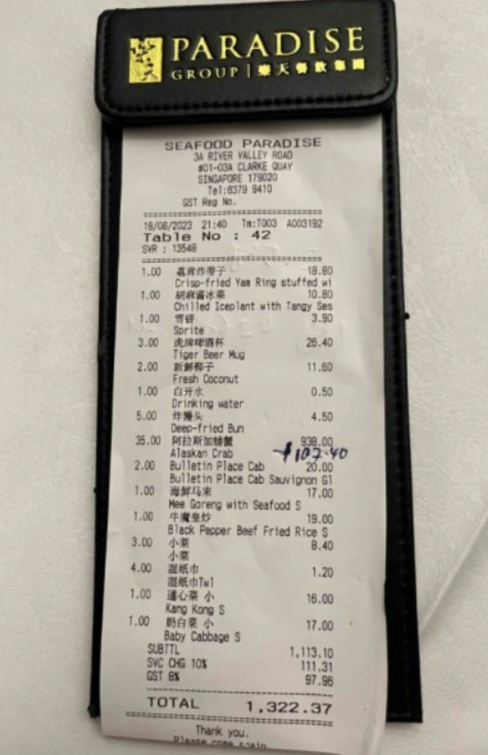 PARADISE
GROUP | 樂天餐飲集團
SEAFOOD PARADISE
3A RIVER VALLEY ROAD
#01-03A CLARKE QUAY
SINGAPORE 179020
Tel:6379 9410
GST Reg No.
19/08/2023 21:40 Tm:T003 A003192
Table No : 42
SVR : 13548
1.00 荔茸炸带子 18.80
Crisp-fried Yam Ring stuffed wi
1.00 胡麻酱冰菜 10.80
Chilled Iceplant with Tangy Ses
1.00 雪碧 3.90
Sprite
3.00 虎牌啤酒杯 26.40
Tiger Beer Mug
2.00 新鲜椰子 11.60
Fresh Coconut
1.00 白开水 0.50
Drinking water
5.00 炸馒头 4.50
Deep-fried Bun
35.00 阿拉斯加螃蟹 938.00
Alaskan Crab
2.00 Bulletin Place Cab 20.00
Bulletin Place Cab Sauvignon Gl
1.00 海鲜马来 17.00
Mee Goreng with Seafood S
1.00 牛魔皇炒 19.00
Black Pepper Beef Fried Rice S
3.00 小菜 8.40
小菜
4.00 湿纸巾 1.20
湿纸巾Twl
1.00 通心菜 小 16.00
Kang Kong S
1.00 奶白菜 小 17.00
Baby Cabbage S
SUBTTL 1,113.10
SVC CHG 10% 111.31
GST 8% 97.96
TOTAL 1,322.37
Thank you.
Please come again